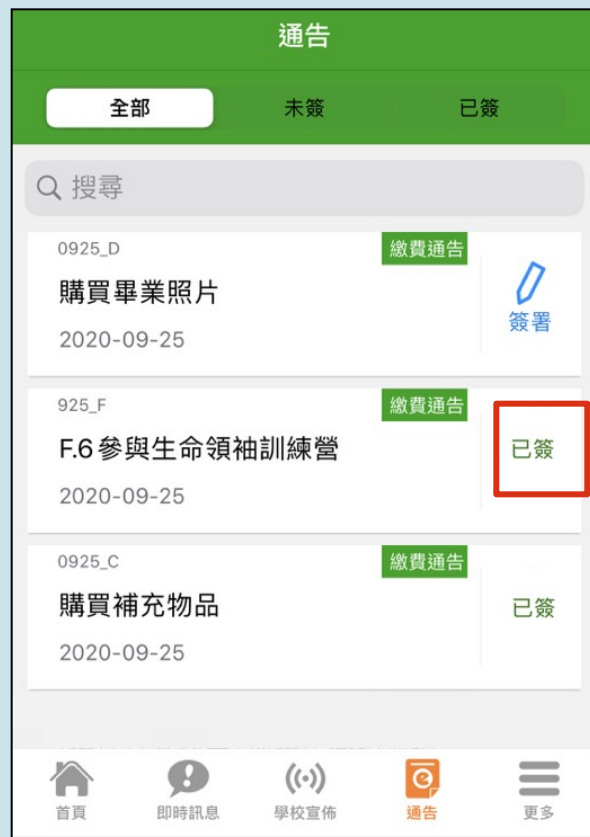 通告
全部 未簽 已簽
搜尋
0925_D 繳費通告
購買畢業照片
簽署
2020-09-25
925_F 繳費通告
F.6參與生命領袖訓練營 已簽
2020-09-25
0925_C 繳費通告
購買補充物品 已簽
2020-09-25
首頁 即時訊息 學校宣佈 通告 更多